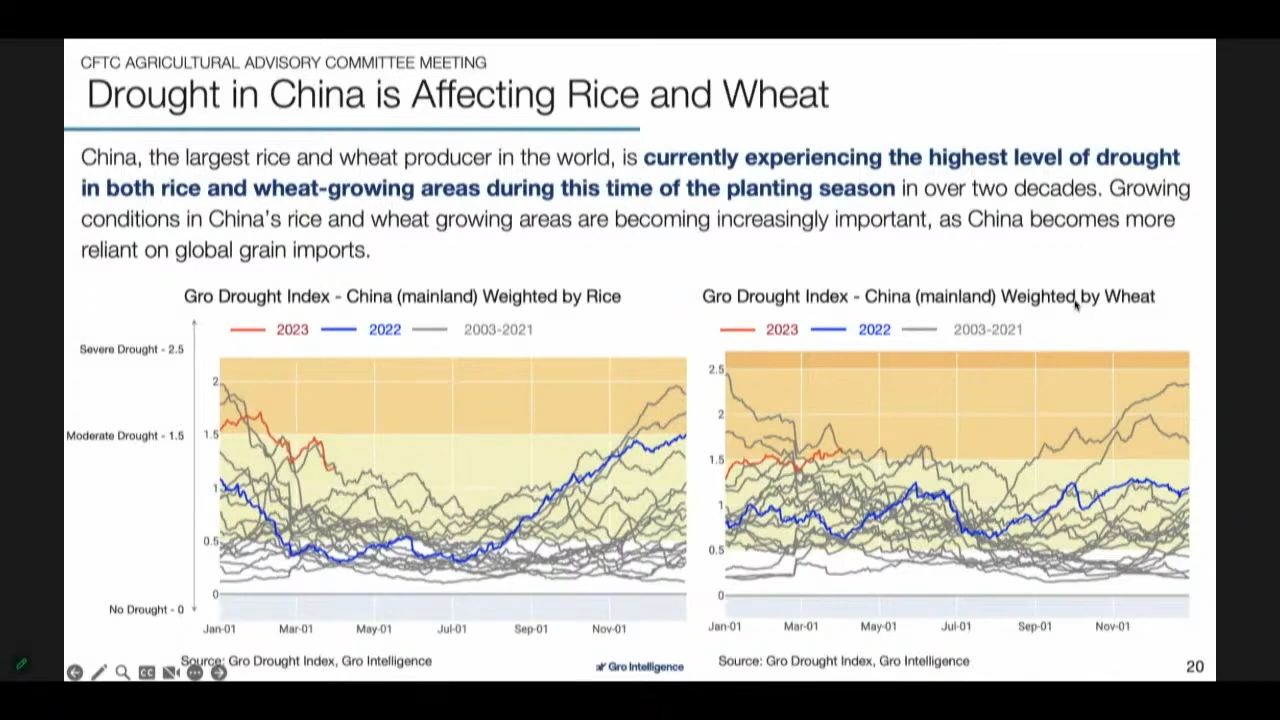 CFTC AGRICULTURAL ADVISORY COMMITTEE MEETING
Drought in China is Affecting Rice and Wheat
China, the largest rice and wheat producer in the world, is currently experiencing the highest level of drought
in both rice and wheat-growing areas during this time of the planting season in over two decades. Growing
conditions in China's rice and wheat growing areas are becoming increasingly important, as China becomes more
reliant on global grain imports.
Gro Drought Index - China (mainland) Weighted by Rice
2023 2022 2003-2021
Severe Drought - 2.5
Moderate Drought - 1.5
No Drought - 0
2
1.5
1
0.5
0
Jan-01 Mar-01 May-01 Jul-01 Sep-01 Nov-01
Source: Gro Drought Index, Gro Intelligence
Gro Intelligence
Gro Drought Index - China (mainland) Weighted by Wheat
2023 2022 2003-2021
2.5
2
1.5
1
0.5
0
Jan-01 Mar-01 May-01 Jul-01 Sep-01 Nov-01
Source: Gro Drought Index, Gro Intelligence
20